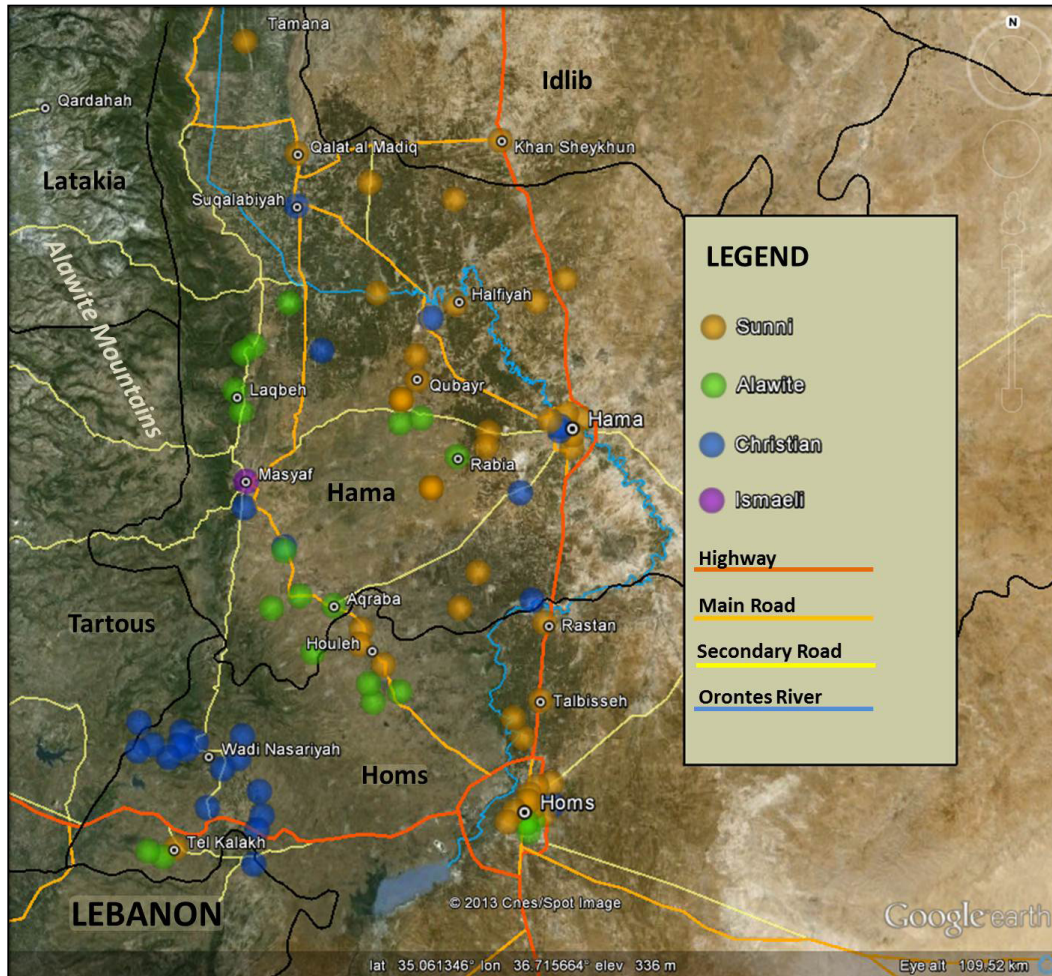 N
Tamana
Idlib
Qardahah
Qalat al Madiq
Khan Sheykhun
Latakia
Suqalabiyah
Alawite Mountains
Halfiyah
Qubayr
Laqbeh
Hama
Rabia
Masyaf
Hama
Aqraba
Tartous
Houleh
Rastan
Talbisseh
Wadi Nasariyah
Homs
Homs
Tel Kalakh
LEBANON
LEGEND
Sunni
Alawite
Christian
Ismaeli
Highway
Main Road
Secondary Road
Orontes River
© 2013 Cnes/Spot Image
Google earth
lat 35.061346° lon 36.715664° elev 336 m
Eye alt 109.52 km